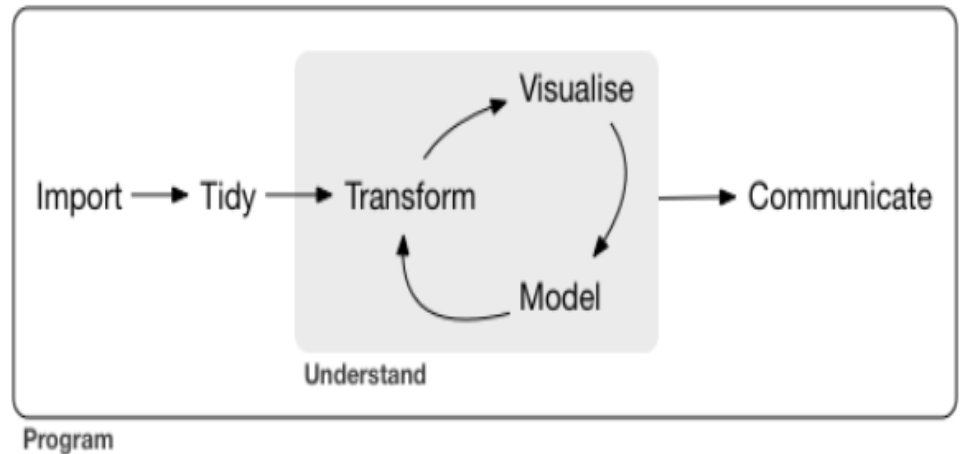 Visualise
Import
Tidy
Transform
Communicate
Model
Understand
Program